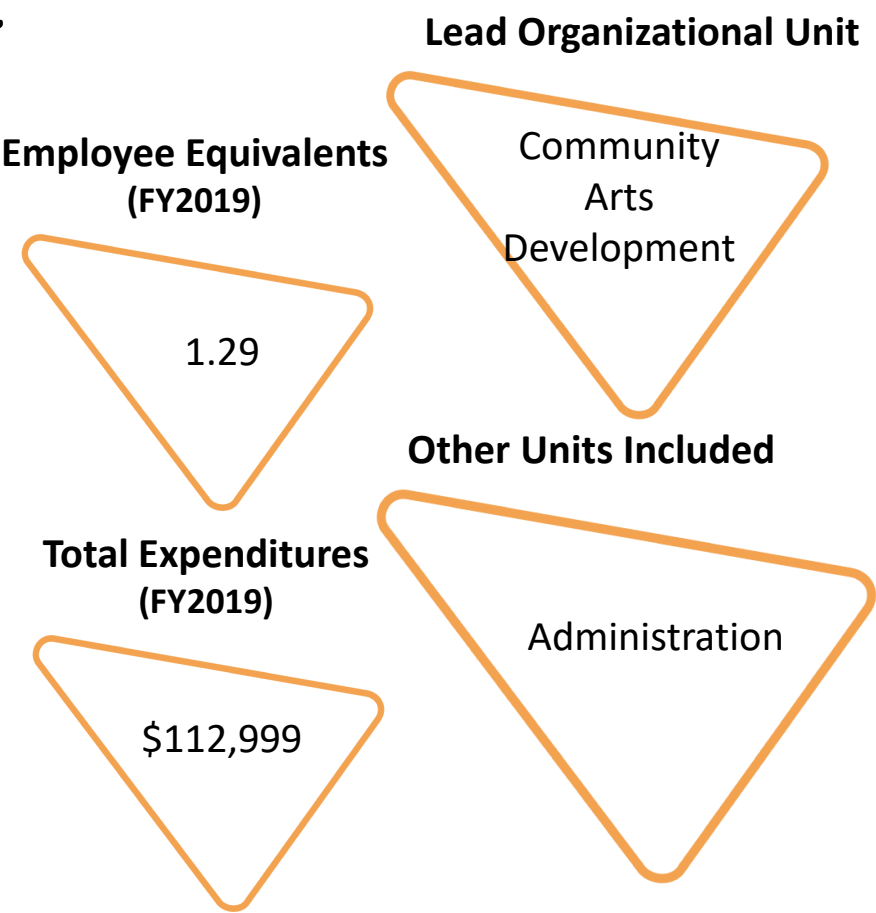 Lead Organizational Unit
Community
Arts
Development
Employee Equivalents
(FY2019)
1.29
Other Units Included
Administration
Total Expenditures
(FY2019)
$112,999